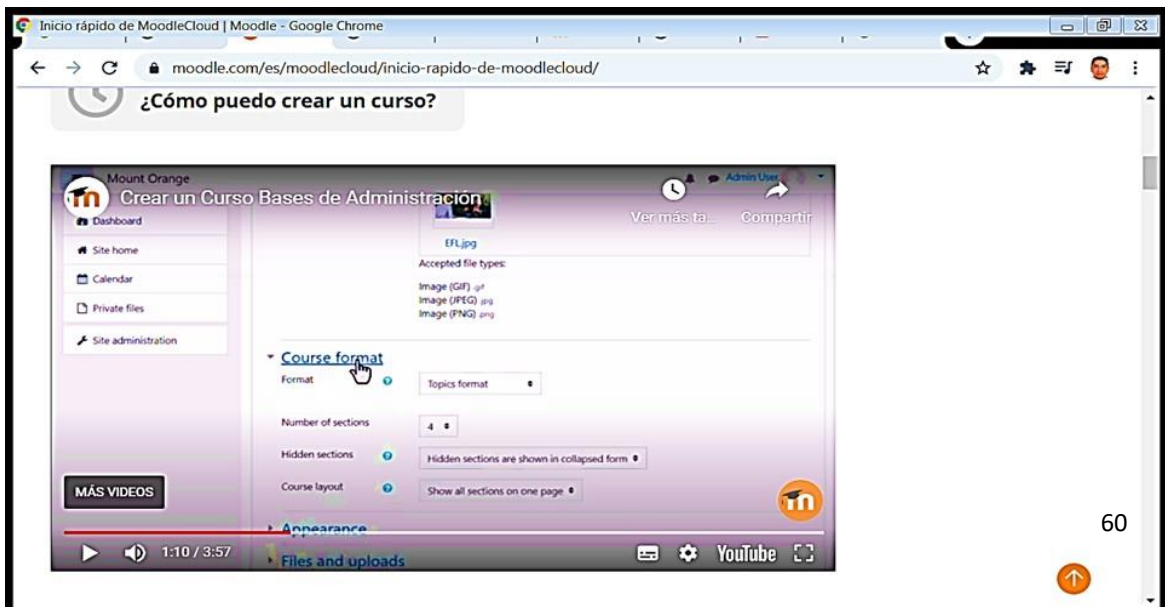 Inicio rápido de MoodleCloud | Moodle - Google Chrome
moodle.com/es/moodlecloud/inicio-rapido-de-moodlecloud/
¿Cómo puedo crear un curso?
Mount Orange
Admin User
Crear un Curso Bases de Administración
Ver más ta...
Compartir
Dashboard
Site home
Calendar
Private files
Site administration
EFL.jpg
Accepted file types:
Image (GIF) .gif
Image (JPEG) .jpg
Image (PNG) .png
Course format
Format Topics format
Number of sections 4
Hidden sections Hidden sections are shown in collapsed form
Course layout Show all sections on one page
MÁS VIDEOS
Appearance
Files and uploads
1:10 / 3:57
YouTube
60